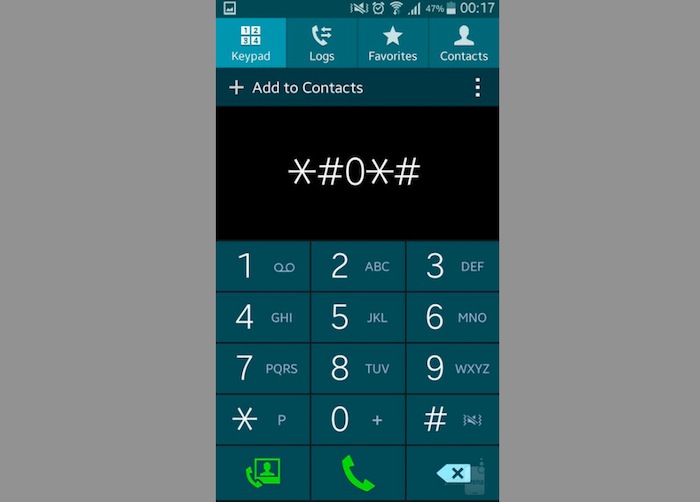 47% 00:17
1 2
3 4
Keypad Logs Favorites Contacts
+ Add to Contacts
*#0*#
1 2 ABC 3 DEF
4 GHI 5 JKL 6 MNO
7 PQRS 8 TUV 9 WXYZ
* P 0 + #